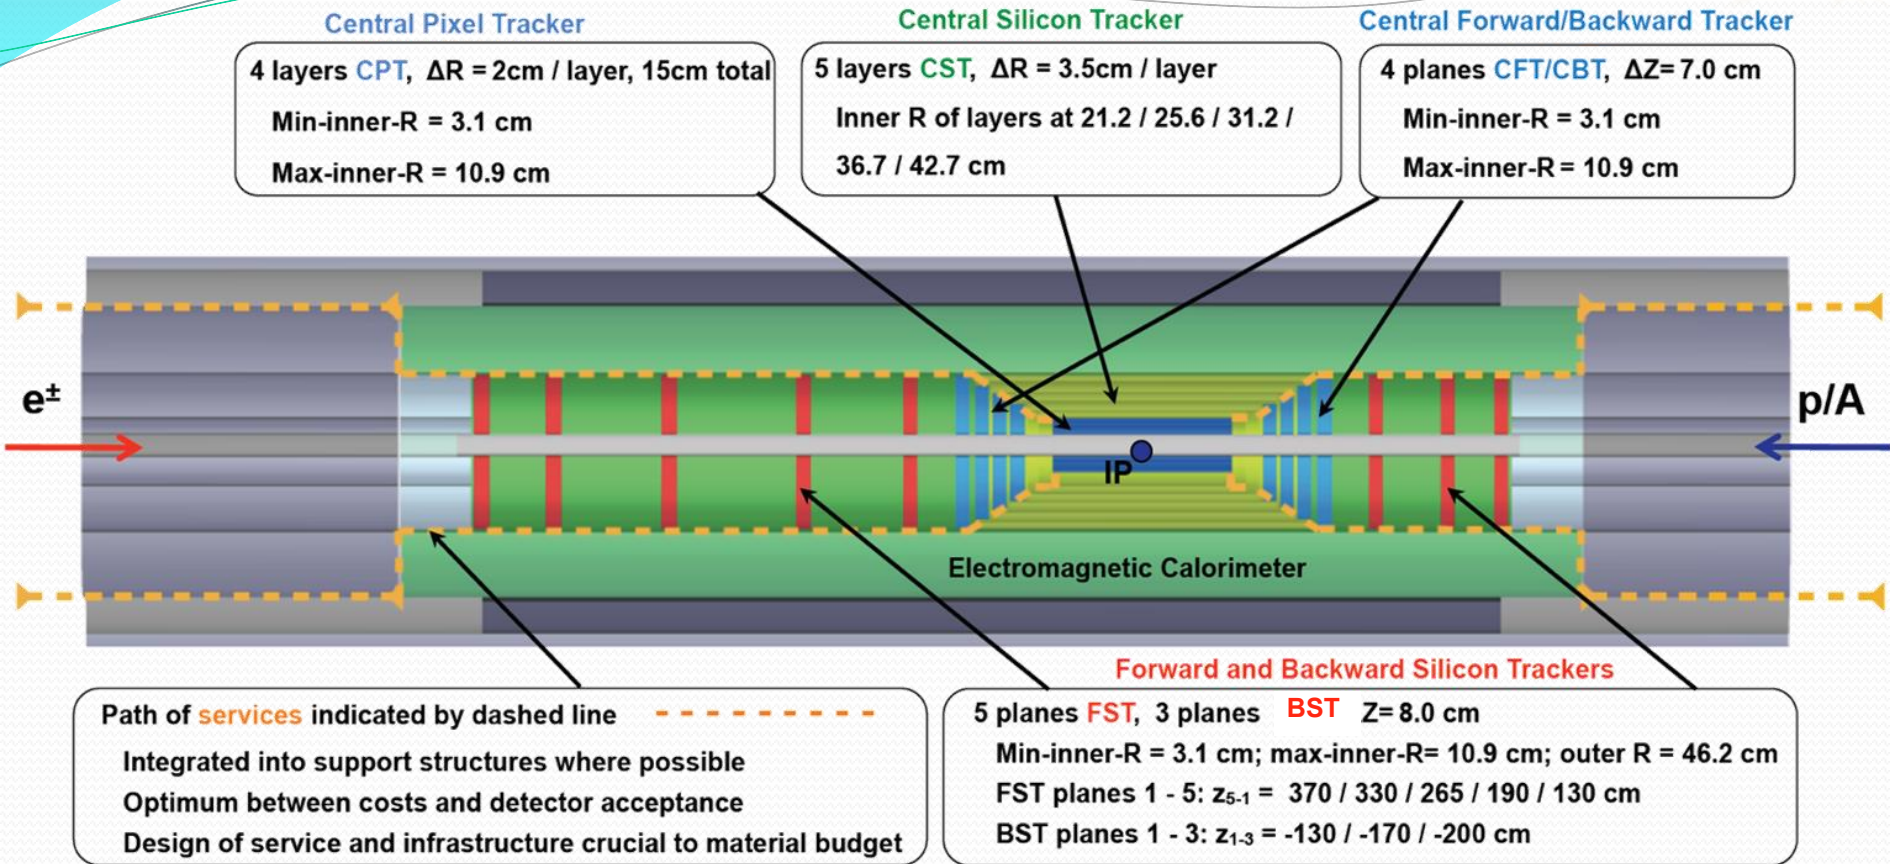 Central Pixel Tracker
4 layers CPT, ΔR = 2cm / layer, 15cm total
Min-inner-R = 3.1 cm
Max-inner-R = 10.9 cm
Central Silicon Tracker
5 layers CST, ΔR = 3.5cm / layer
Inner R of layers at 21.2 / 25.6 / 31.2 /
36.7 / 42.7 cm
Central Forward/Backward Tracker
4 planes CFT/CBT, ΔZ= 7.0 cm
Min-inner-R = 3.1 cm
Max-inner-R = 10.9 cm
e±
p/A
IP
Electromagnetic Calorimeter
Path of services indicated by dashed line
Integrated into support structures where possible
Optimum between costs and detector acceptance
Design of service and infrastructure crucial to material budget
Forward and Backward Silicon Trackers
5 planes FST, 3 planes BST Z= 8.0 cm
Min-inner-R = 3.1 cm; max-inner-R= 10.9 cm; outer R = 46.2 cm
FST planes 1 - 5: z5-1 = 370 / 330 / 265 / 190 / 130 cm
BST planes 1 - 3: z1-3 = -130 / -170 / -200 cm